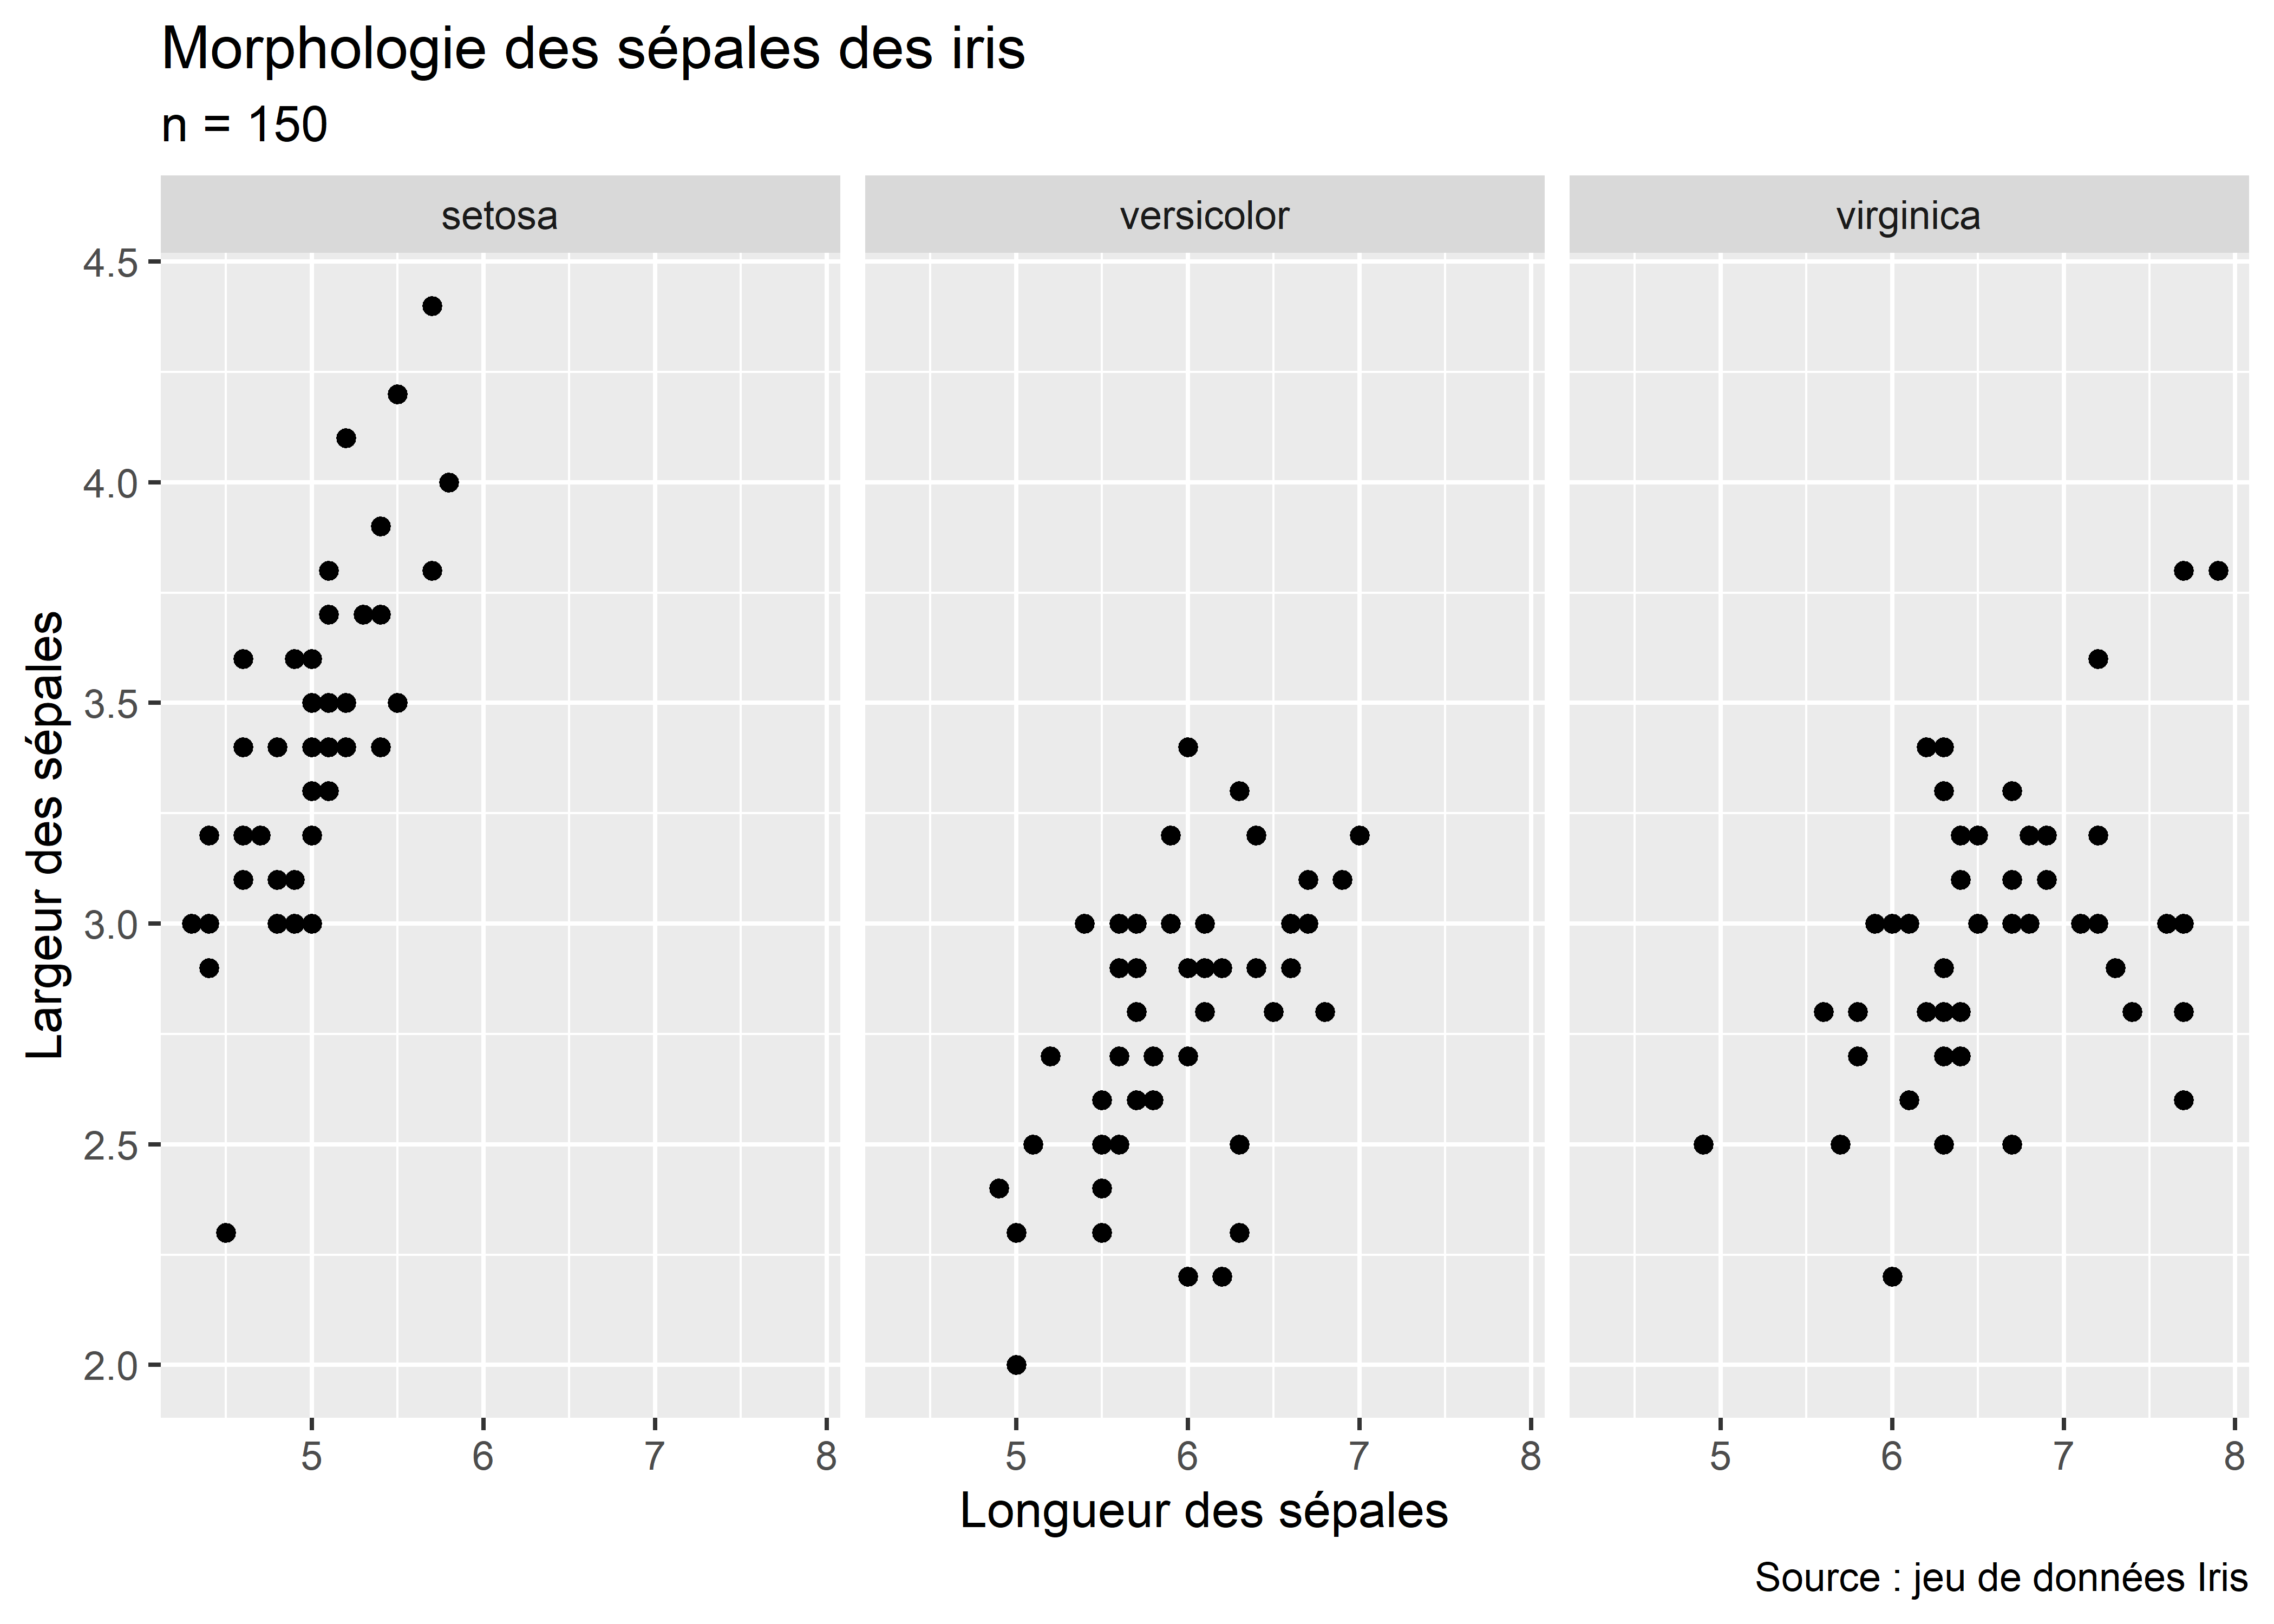 Morphologie des sépales des iris
n = 150
setosa versicolor virginica
4.5
4.0
3.5
3.0
2.5
2.0
Largeur des sépales
5 6 7 8 5 6 7 8 5 6 7 8
Longueur des sépales
Source : jeu de données Iris